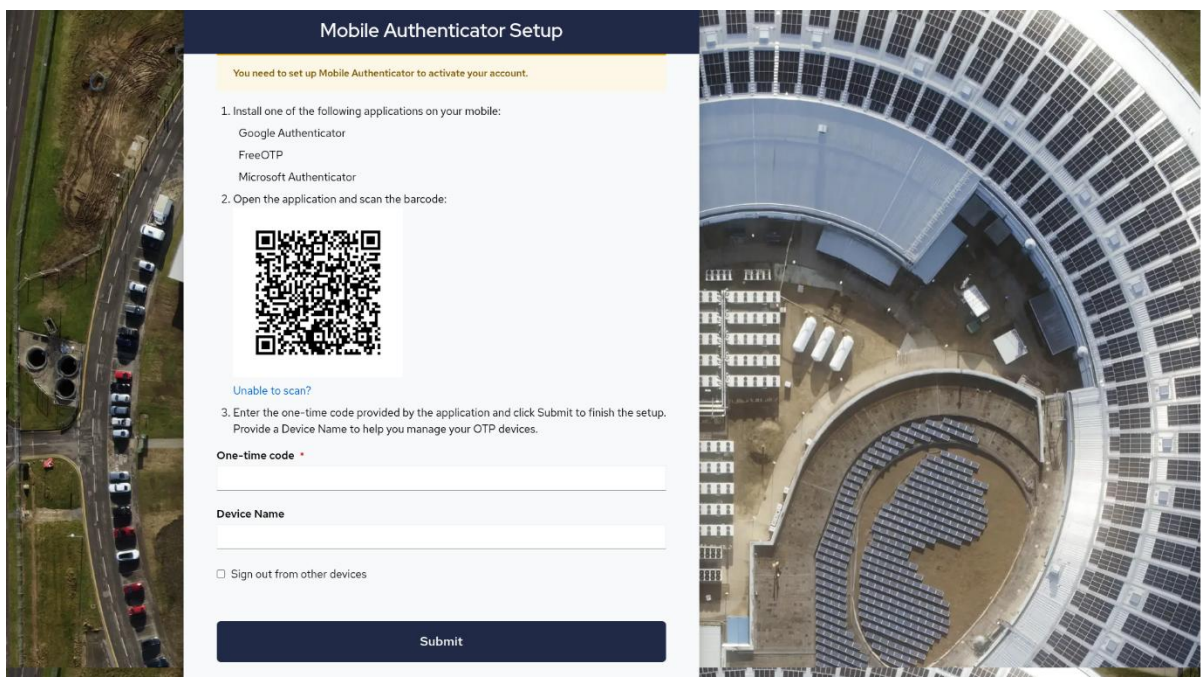 Mobile Authenticator Setup
You need to set up Mobile Authenticator to activate your account.
1. Install one of the following applications on your mobile:
Google Authenticator
FreeOTP
Microsoft Authenticator
2. Open the application and scan the barcode:
Unable to scan?
3. Enter the one-time code provided by the application and click Submit to finish the setup.
Provide a Device Name to help you manage your OTP devices.
One-time code *
Device Name
Sign out from other devices
Submit